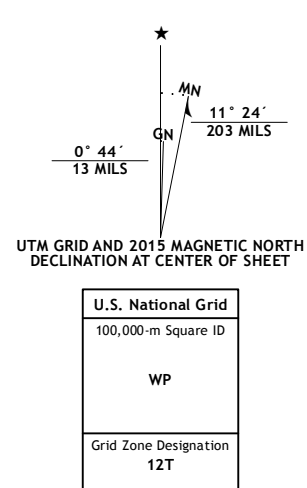 ★
MN
11° 24´
203 MILS
GN
0° 44´
13 MILS
UTM GRID AND 2015 MAGNETIC NORTH
DECLINATION AT CENTER OF SHEET
U.S. National Grid
100,000-m Square ID
WP
Grid Zone Designation
12T